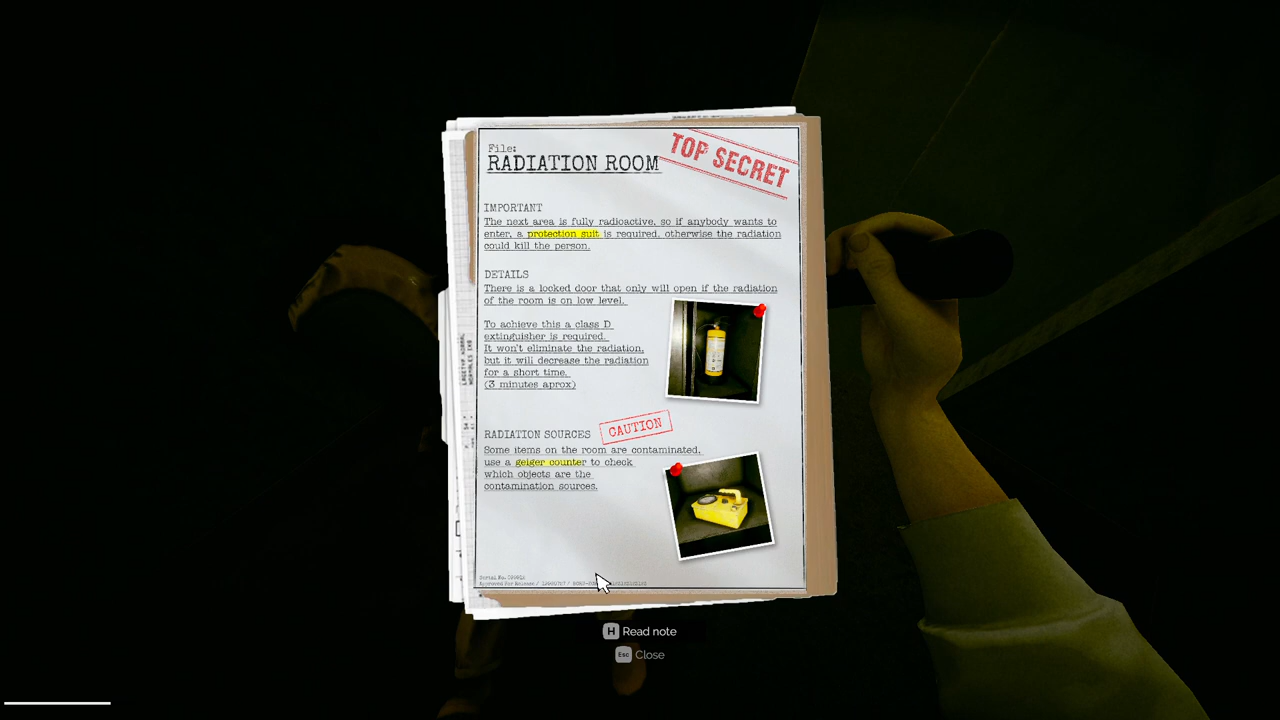 File:
RADIATION ROOM
TOP SECRET
IMPORTANT
The next area is fully radioactive, so if anybody wants to
enter, a protection suit is required, otherwise the radiation
could kill the person.
DETAILS
There is a locked door that only will open if the radiation
of the room is on low level.
To achieve this a class D
extinguisher is required.
It won't eliminate the radiation,
but it will decrease the radiation
for a short time.
(3 minutes aprox)
RADIATION SOURCES
CAUTION
Some items on the room are contaminated,
use a geiger counter to check
which objects are the
contamination sources.
Approved For Release /
H Read note
Esc Close